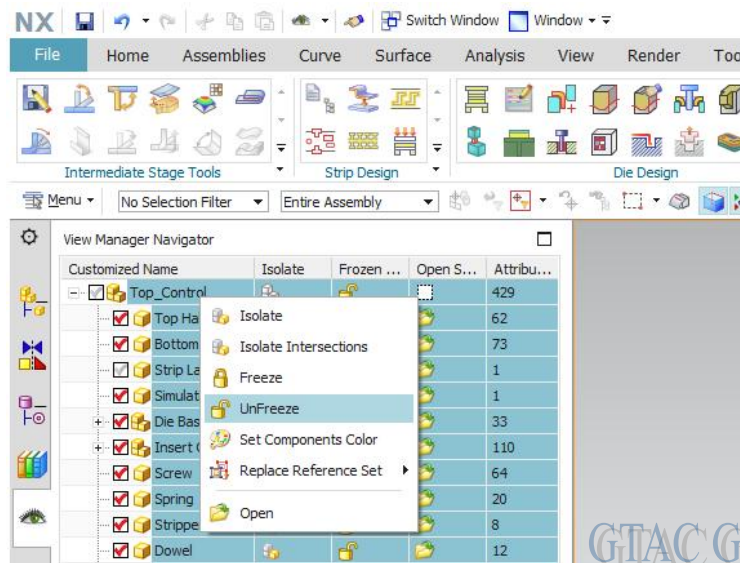 NX Switch Window Window
File Home Assemblies Curve Surface Analysis View Render Too
Intermediate Stage Tools Strip Design Die Design
Menu No Selection Filter Entire Assembly
View Manager Navigator
Customized Name Isolate Frozen ... Open S... Attribu...
Top_Control 429
Top Ha 62
Bottom 73
Strip La 1
Simulat 1
Die Bas 33
Insert 110
Screw 64
Spring 20
Strippe 8
Dowel 12
Isolate
Isolate Intersections
Freeze
UnFreeze
Set Components Color
Replace Reference Set
Open
GTAC G